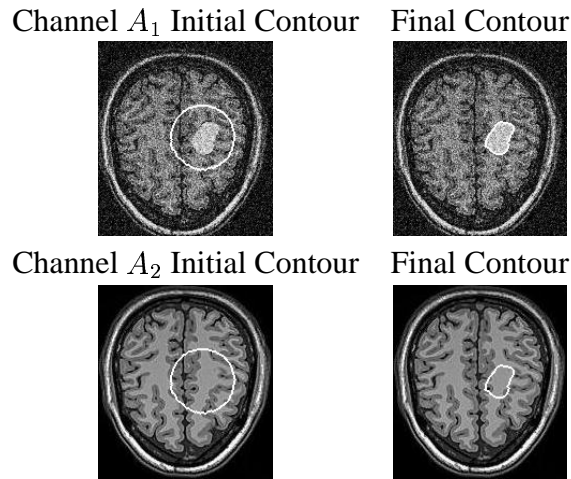 Channel A₁ Initial Contour
Final Contour
Channel A₂ Initial Contour
Final Contour